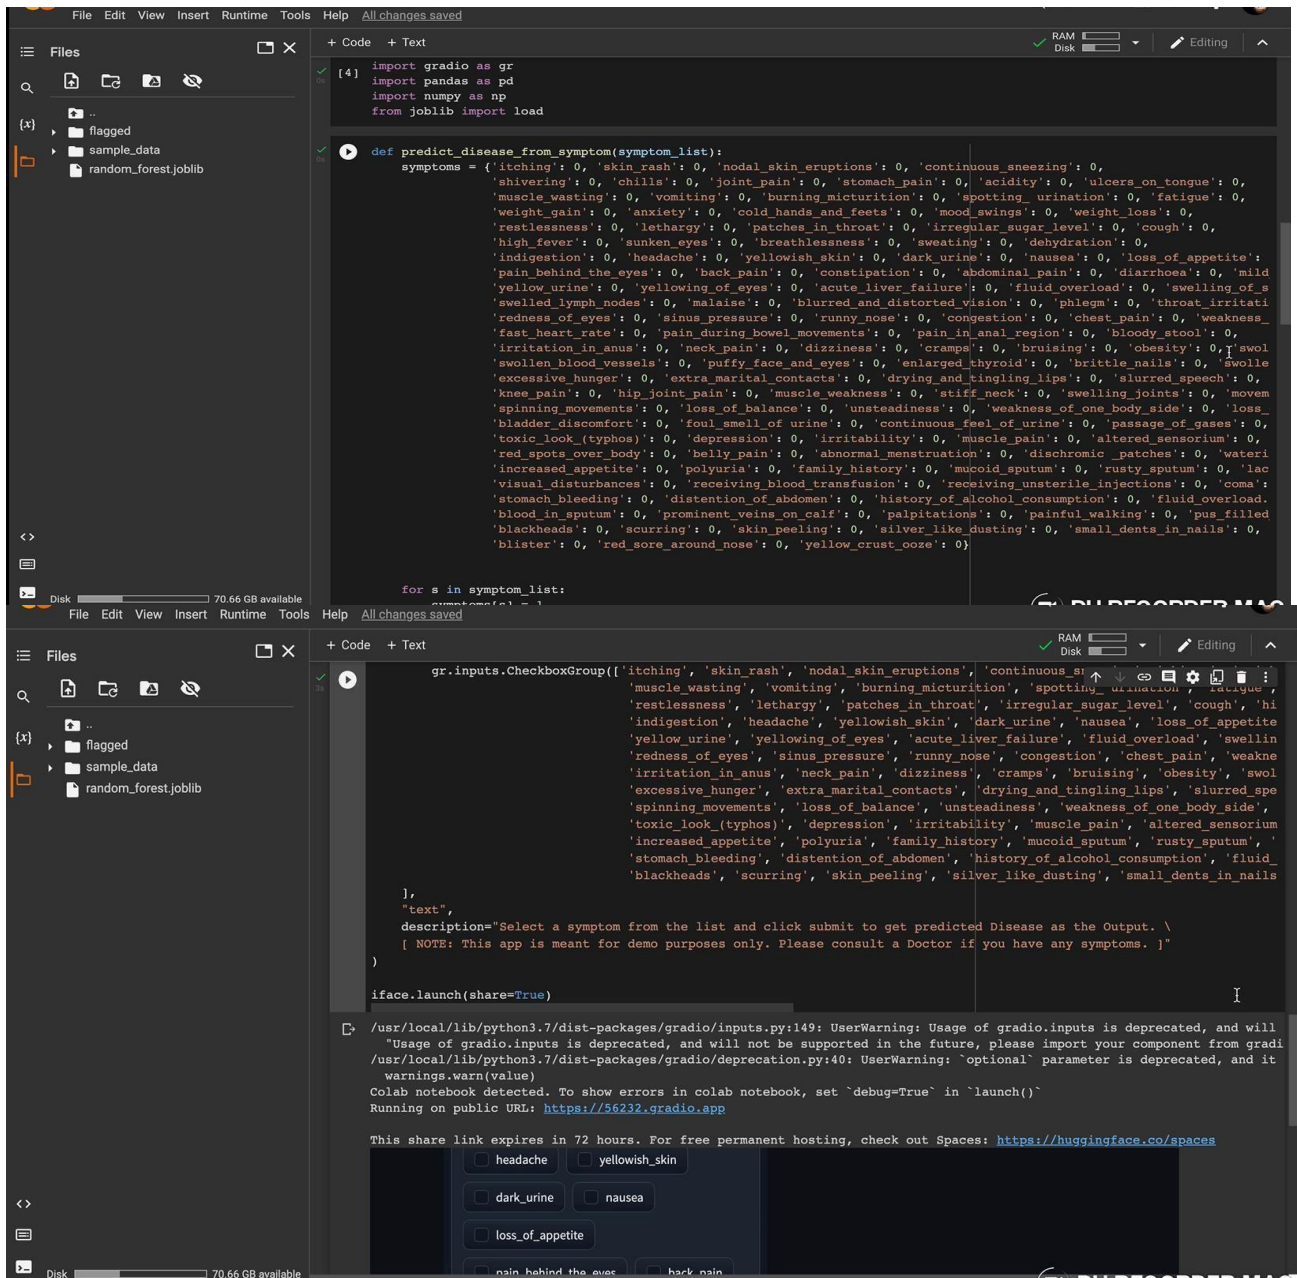 File Edit View Insert Runtime Tools Help All changes saved
Files
+ Code + Text
RAM
Disk
Editing
..
flagged
sample_data
random_forest.joblib
{x}
[4]
0s
import gradio as gr
import pandas as pd
import numpy as np
from joblib import load
0s
def predict_disease_from_symptom(symptom_list):
symptoms = {'itching': 0, 'skin_rash': 0, 'nodal_skin_eruptions': 0, 'continuous_sneezing': 0,
'shivering': 0, 'chills': 0, 'joint_pain': 0, 'stomach_pain': 0, 'acidity': 0, 'ulcers_on_tongue': 0,
'muscle_wasting': 0, 'vomiting': 0, 'burning_micturition': 0, 'spotting_ urination': 0, 'fatigue': 0,
'weight_gain': 0, 'anxiety': 0, 'cold_hands_and_feets': 0, 'mood_swings': 0, 'weight_loss': 0,
'restlessness': 0, 'lethargy': 0, 'patches_in_throat': 0, 'irregular_sugar_level': 0, 'cough': 0,
'high_fever': 0, 'sunken_eyes': 0, 'breathlessness': 0, 'sweating': 0, 'dehydration': 0,
'indigestion': 0, 'headache': 0, 'yellowish_skin': 0, 'dark_urine': 0, 'nausea': 0, 'loss_of_appetite':
'pain_behind_the_eyes': 0, 'back_pain': 0, 'constipation': 0, 'abdominal_pain': 0, 'diarrhoea': 0, 'mild
'yellow_urine': 0, 'yellowing_of_eyes': 0, 'acute_liver_failure': 0, 'fluid_overload': 0, 'swelling_of_s
'swelled_lymph_nodes': 0, 'malaise': 0, 'blurred_and_distorted_vision': 0, 'phlegm': 0, 'throat_irritati
'redness_of_eyes': 0, 'sinus_pressure': 0, 'runny_nose': 0, 'congestion': 0, 'chest_pain': 0, 'weakness_
'fast_heart_rate': 0, 'pain_during_bowel_movements': 0, 'pain_in_anal_region': 0, 'bloody_stool': 0,
'irritation_in_anus': 0, 'neck_pain': 0, 'dizziness': 0, 'cramps': 0, 'bruising': 0, 'obesity': 0, 'swol
'swollen_blood_vessels': 0, 'puffy_face_and_eyes': 0, 'enlarged_thyroid': 0, 'brittle_nails': 0, 'swolle
'excessive_hunger': 0, 'extra_marital_contacts': 0, 'drying_and_tingling_lips': 0, 'slurred_speech': 0,
'knee_pain': 0, 'hip_joint_pain': 0, 'muscle_weakness': 0, 'stiff_neck': 0, 'swelling_joints': 0, 'movem
'spinning_movements': 0, 'loss_of_balance': 0, 'unsteadiness': 0, 'weakness_of_one_body_side': 0, 'loss_
'bladder_discomfort': 0, 'foul_smell_of urine': 0, 'continuous_feel_of_urine': 0, 'passage_of_gases': 0,
'toxic_look_(typhos)': 0, 'depression': 0, 'irritability': 0, 'muscle_pain': 0, 'altered_sensorium': 0,
'red_spots_over_body': 0, 'belly_pain': 0, 'abnormal_menstruation': 0, 'dischromic _patches': 0, 'wateri
'increased_appetite': 0, 'polyuria': 0, 'family_history': 0, 'mucoid_sputum': 0, 'rusty_sputum': 0, 'lac
'visual_disturbances': 0, 'receiving_blood_transfusion': 0, 'receiving_unsterile_injections': 0, 'coma':
'stomach_bleeding': 0, 'distention_of_abdomen': 0, 'history_of_alcohol_consumption': 0, 'fluid_overload.
'blood_in_sputum': 0, 'prominent_veins_on_calf': 0, 'palpitations': 0, 'painful_walking': 0, 'pus_filled
'blackheads': 0, 'scurring': 0, 'skin_peeling': 0, 'silver_like_dusting': 0, 'small_dents_in_nails': 0,
'blister': 0, 'red_sore_around_nose': 0, 'yellow_crust_ooze': 0}
for s in symptom_list:
Disk 70.66 GB available
File Edit View Insert Runtime Tools Help All changes saved
Files
+ Code + Text
RAM
Disk
Editing
..
flagged
sample_data
random_forest.joblib
{x}
gr.inputs.CheckboxGroup(['itching', 'skin_rash', 'nodal_skin_eruptions',
'muscle_wasting', 'vomiting', 'burning_micturition', 'spotting_ urination', 'fatigue',
'restlessness', 'lethargy', 'patches_in_throat', 'irregular_sugar_level', 'cough', 'hi
'indigestion', 'headache', 'yellowish_skin', 'dark_urine', 'nausea', 'loss_of_appetite
'yellow_urine', 'yellowing_of_eyes', 'acute_liver_failure', 'fluid_overload', 'swellin
'redness_of_eyes', 'sinus_pressure', 'runny_nose', 'congestion', 'chest_pain', 'weakne
'irritation_in_anus', 'neck_pain', 'dizziness', 'cramps', 'bruising', 'obesity', 'swol
'excessive_hunger', 'extra_marital_contacts', 'drying_and_tingling_lips', 'slurred_spe
'spinning_movements', 'loss_of_balance', 'unsteadiness', 'weakness_of_one_body_side',
'toxic_look_(typhos)', 'depression', 'irritability', 'muscle_pain', 'altered_sensorium
'increased_appetite', 'polyuria', 'family_history', 'mucoid_sputum', 'rusty_sputum', '
'stomach_bleeding', 'distention_of_abdomen', 'history_of_alcohol_consumption', 'fluid_
'blackheads', 'scurring', 'skin_peeling', 'silver_like_dusting', 'small_dents_in_nails
],
"text",
description="Select a symptom from the list and click submit to get predicted Disease as the Output. \
[ NOTE: This app is meant for demo purposes only. Please consult a Doctor if you have any symptoms. ]"
)
iface.launch(share=True)
/usr/local/lib/python3.7/dist-packages/gradio/inputs.py:149: UserWarning: Usage of gradio.inputs is deprecated, and will
"Usage of gradio.inputs is deprecated, and will not be supported in the future, please import your component from gradi
/usr/local/lib/python3.7/dist-packages/gradio/deprecation.py:40: UserWarning: `optional` parameter is deprecated, and it
warnings.warn(value)
Colab notebook detected. To show errors in colab notebook, set `debug=True` in `launch()`
Running on public URL: https://56232.gradio.app
This share link expires in 72 hours. For free permanent hosting, check out Spaces: https://huggingface.co/spaces
headache yellowish_skin
dark_urine nausea
loss_of_appetite
pain_behind_the_eyes back_pain
Disk 70.66 GB available